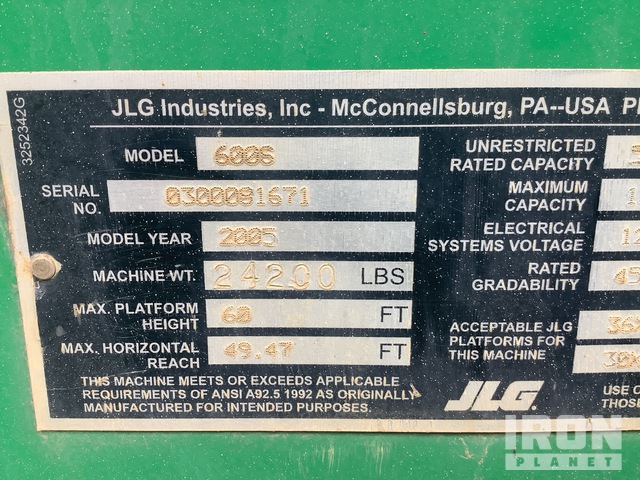 3252342G
JLG Industries, Inc - McConnellsburg, PA--USA
MODEL 600S
SERIAL NO. 0300081671
MODEL YEAR 2005
MACHINE WT. 24200 LBS
MAX. PLATFORM HEIGHT 60 FT
MAX. HORIZONTAL REACH 49.47 FT
THIS MACHINE MEETS OR EXCEEDS APPLICABLE
REQUIREMENTS OF ANSI A92.5 1992 AS ORIGINALLY
MANUFACTURED FOR INTENDED PURPOSES.
UNRESTRICTED
RATED CAPACITY
MAXIMUM
CAPACITY
ELECTRICAL
SYSTEMS VOLTAGE
RATED
GRADABILITY
ACCEPTABLE JLG
PLATFORMS FOR
THIS MACHINE
JLG
USE
THOSE
IRON
PLANET